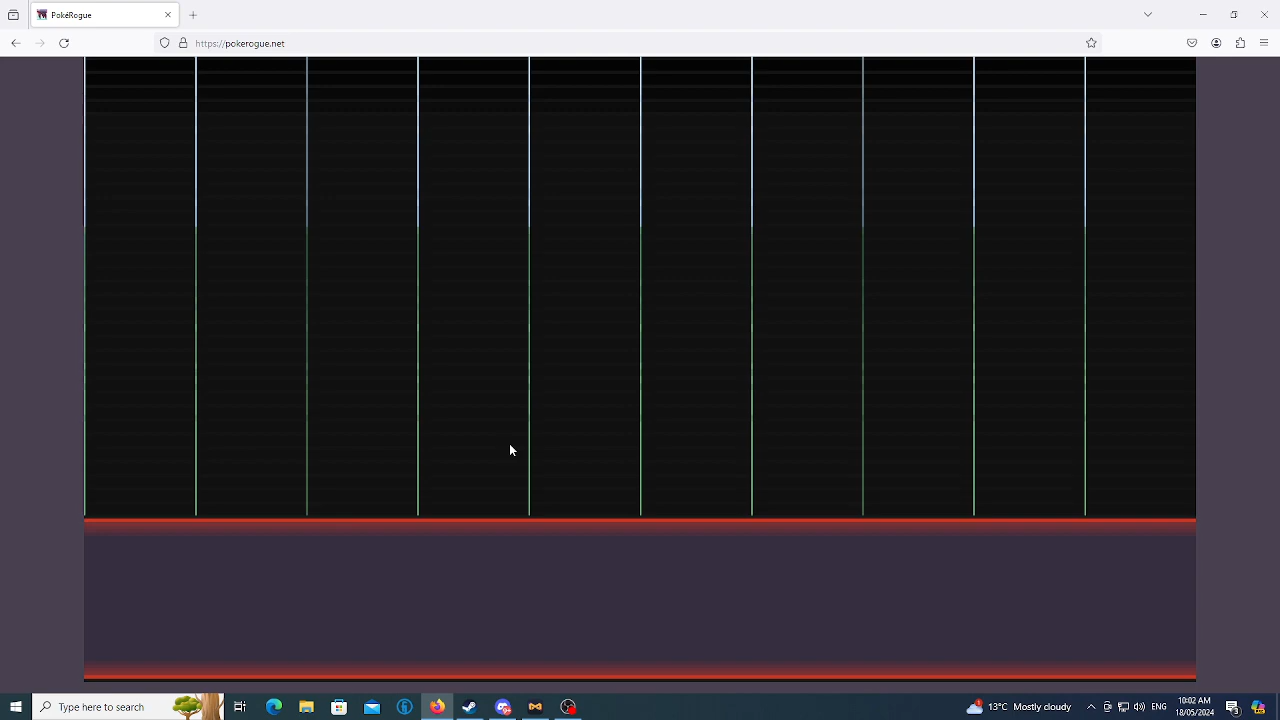 PokéRogue
https://pokerogue.net
Type here to search
13°C Mostly cloudy
ENG
10:02 AM
18/05/2024